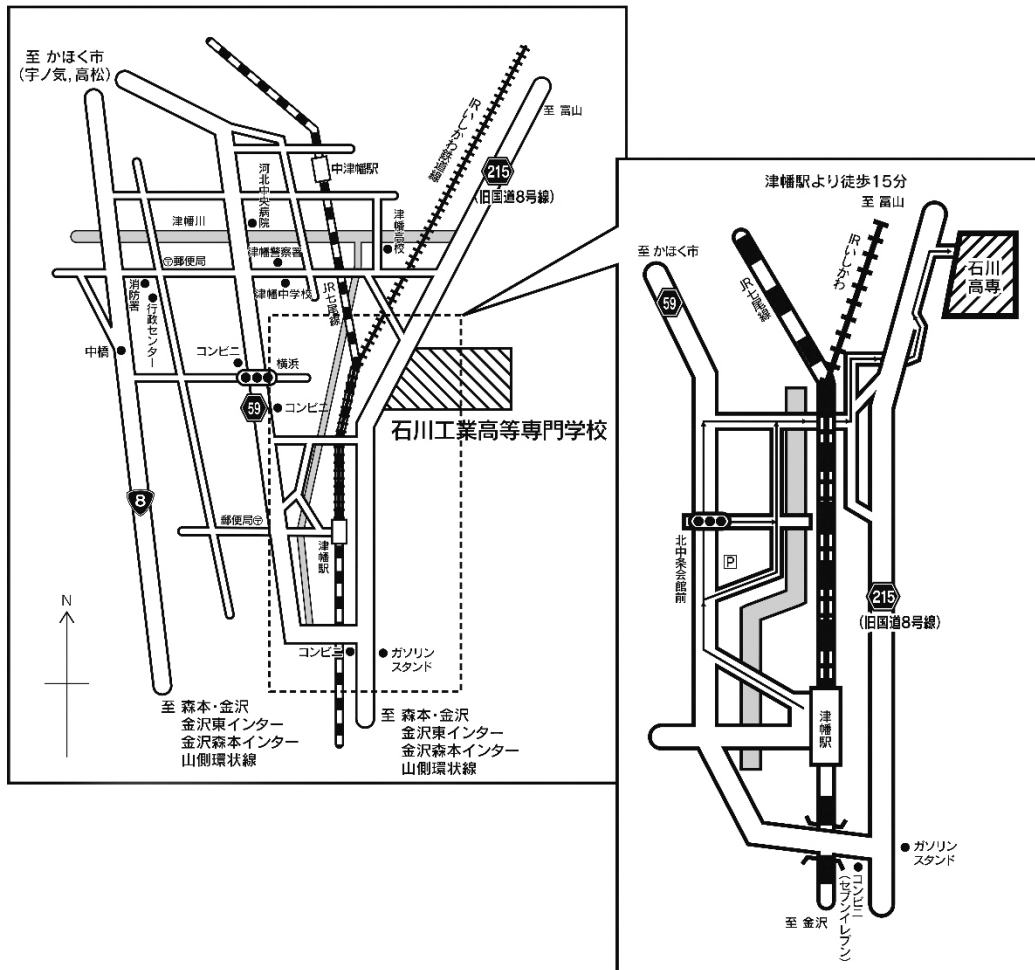 至 かほく市
(宇ノ気,高松)
中津幡駅
IRいしかわ鉄道線
至 富山
215
(旧国道8号線)
河北中央病院
津幡川
津幡高校
〒郵便局
津幡警察署
消防署
行政センター
津幡中学校
JR七尾線
中橋
コンビニ
横浜
59
コンビニ
石川工業高等専門学校
8
郵便局〒
津幡駅
N
コンビニ
ガソリン
スタンド
至 森本・金沢
金沢東インター
金沢森本インター
山側環状線
至 森本・金沢
金沢東インター
金沢森本インター
山側環状線
津幡駅より徒歩15分
至 富山
至 かほく市
59
JR七尾線
IRいしかわ
石川
高専
北中条会館前
P
215
(旧国道8号線)
津幡駅
ガソリン
スタンド
コンビニ
(セブンイレブン)
至 金沢